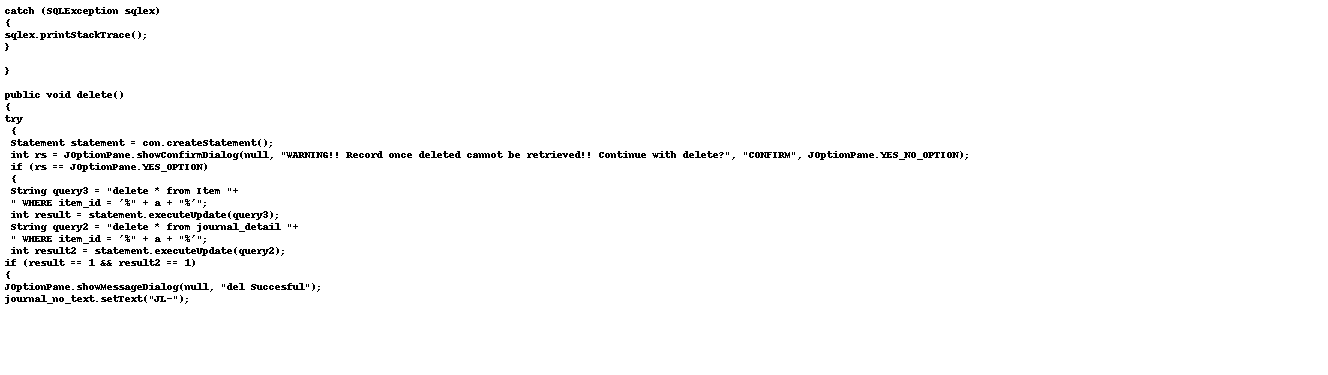 catch (SQLException sqlex)
{
sqlex.printStackTrace();
}
}
public void delete()
{
try
{
Statement statement = con.createStatement();
int rs = JOptionPane.showConfirmDialog(null, "WARNING!! Record once deleted cannot be retrieved!! Continue with delete?", "CONFIRM", JOptionPane.YES_NO_OPTION);
if (rs == JOptionPane.YES_OPTION)
{
String query3 = "delete * from Item "+
" WHERE item_id = '%" + a + "%'";
int result = statement.executeUpdate(query3);
String query2 = "delete * from journal_detail "+
" WHERE item_id = '%" + a + "%'";
int result2 = statement.executeUpdate(query2);
if (result == 1 && result2 == 1)
{
JOptionPane.showMessageDialog(null, "del Succesful");
journal_no_text.setText("JL-");